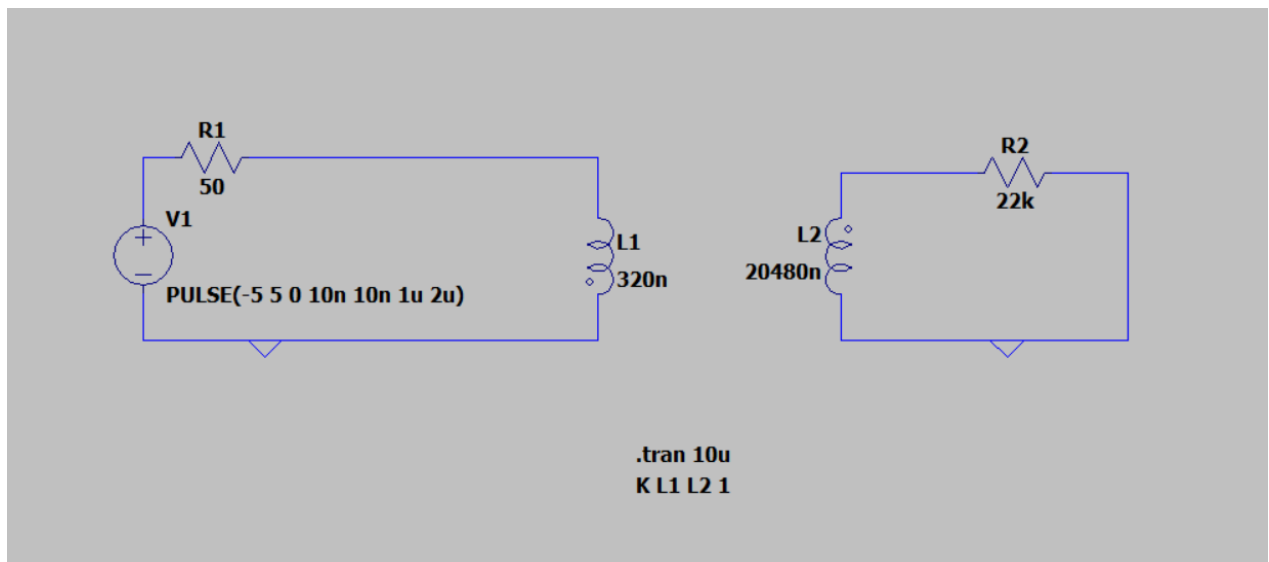 R1
50
V1
PULSE(-5 5 0 10n 10n 1u 2u)
L1
320n
L2
20480n
R2
22k
.tran 10u
K L1 L2 1